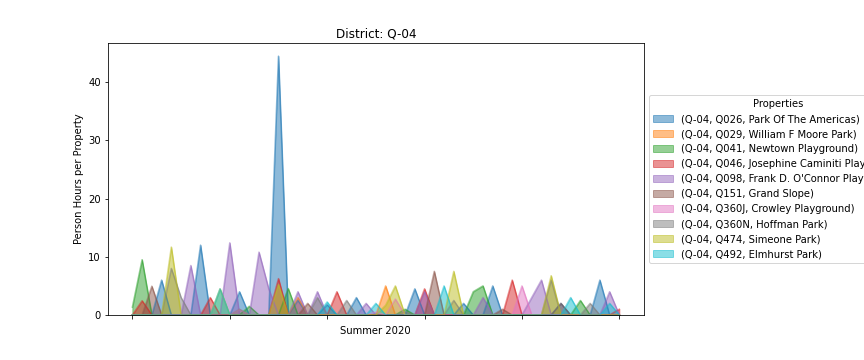 District: Q-04
40
30
20
10
0
Person Hours per Property
Summer 2020
Properties
(Q-04, Q026, Park Of The Americas)
(Q-04, Q029, William F Moore Park)
(Q-04, Q041, Newtown Playground)
(Q-04, Q046, Josephine Caminiti Play
(Q-04, Q098, Frank D. O'Connor Play
(Q-04, Q151, Grand Slope)
(Q-04, Q360J, Crowley Playground)
(Q-04, Q360N, Hoffman Park)
(Q-04, Q474, Simeone Park)
(Q-04, Q492, Elmhurst Park)